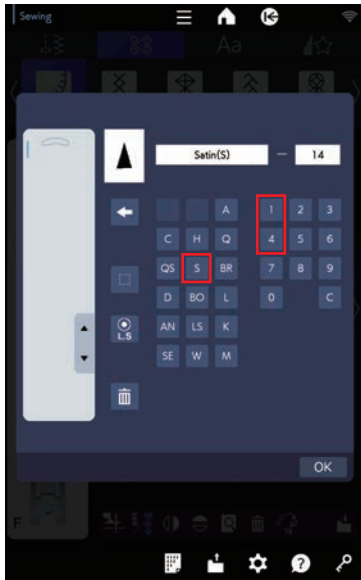 Sewing
Aa
Satin(S) – 14
A 1 2 3
C H Q 4 5 6
QS S BR 7 8 9
D BO L 0 C
L.S AN LS K
SE W M
OK
F
?